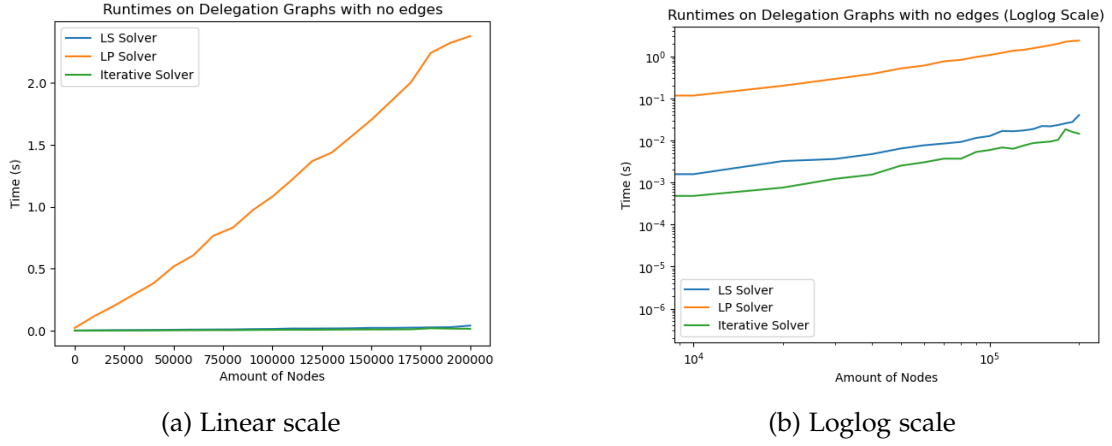 Runtimes on Delegation Graphs with no edges
LS Solver
LP Solver
Iterative Solver
2.0
1.5
1.0
0.5
0.0
Time (s)
0 25000 50000 75000 100000 125000 150000 175000 200000
Amount of Nodes
(a) Linear scale
Runtimes on Delegation Graphs with no edges (Loglog Scale)
10⁰
10⁻¹
10⁻²
10⁻³
10⁻⁴
10⁻⁵
10⁻⁶
Time (s)
LS Solver
LP Solver
Iterative Solver
10⁴ 10⁵
Amount of Nodes
(b) Loglog scale